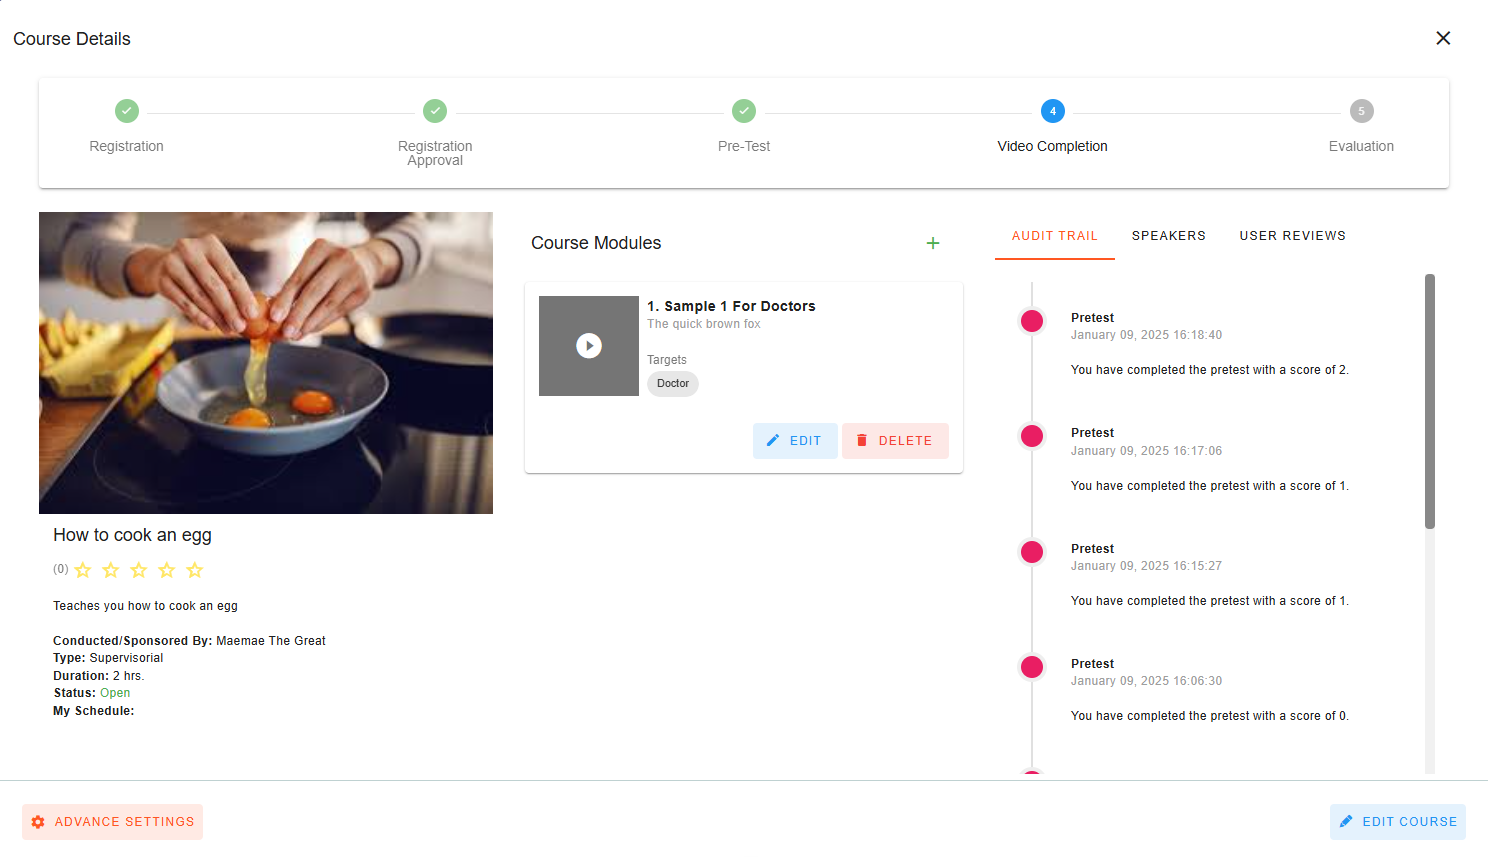 Course Details
Registration
Registration
Approval
Pre-Test
4
Video Completion
5
Evaluation
How to cook an egg
(0)
Teaches you how to cook an egg
Conducted/Sponsored By: Maemae The Great
Type: Supervisorial
Duration: 2 hrs.
Status: Open
My Schedule:
Course Modules
1. Sample 1 For Doctors
The quick brown fox
Targets
Doctor
EDIT
DELETE
AUDIT TRAIL
SPEAKERS
USER REVIEWS
Pretest
January 09, 2025 16:18:40
You have completed the pretest with a score of 2.
Pretest
January 09, 2025 16:17:06
You have completed the pretest with a score of 1.
Pretest
January 09, 2025 16:15:27
You have completed the pretest with a score of 1.
Pretest
January 09, 2025 16:06:30
You have completed the pretest with a score of 0.
ADVANCE SETTINGS
EDIT COURSE